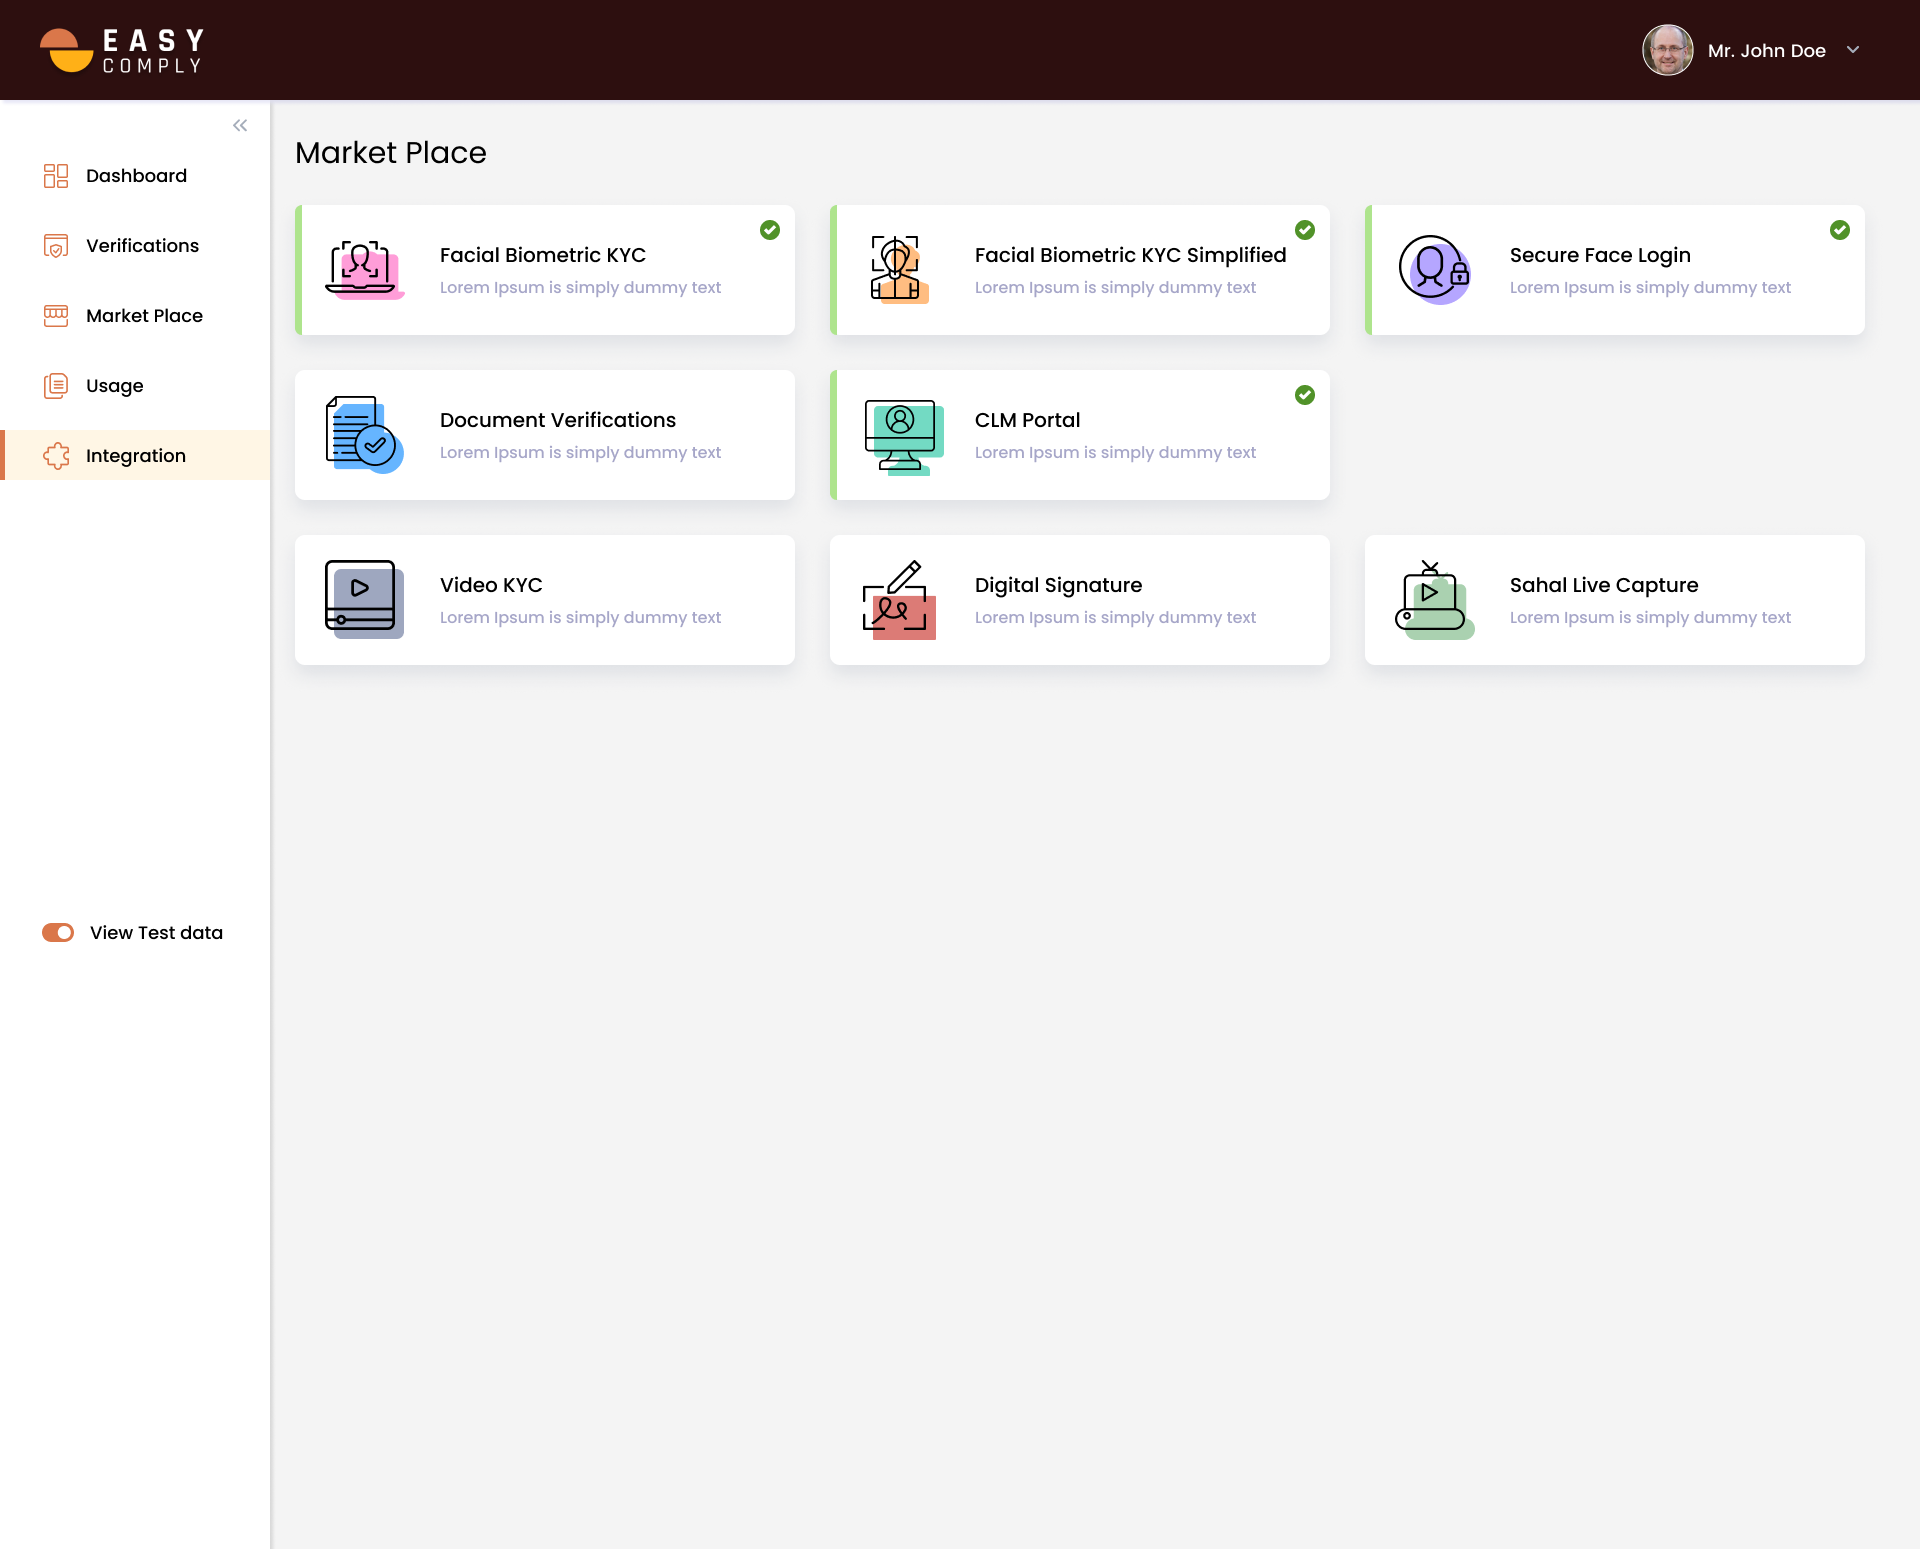 EASY
COMPLY
Mr. John Doe
Dashboard
Verifications
Market Place
Usage
Integration
View Test data
Market Place
Facial Biometric KYC
Lorem Ipsum is simply dummy text
Facial Biometric KYC Simplified
Lorem Ipsum is simply dummy text
Secure Face Login
Lorem Ipsum is simply dummy text
Document Verifications
Lorem Ipsum is simply dummy text
CLM Portal
Lorem Ipsum is simply dummy text
Video KYC
Lorem Ipsum is simply dummy text
Digital Signature
Lorem Ipsum is simply dummy text
Sahal Live Capture
Lorem Ipsum is simply dummy text